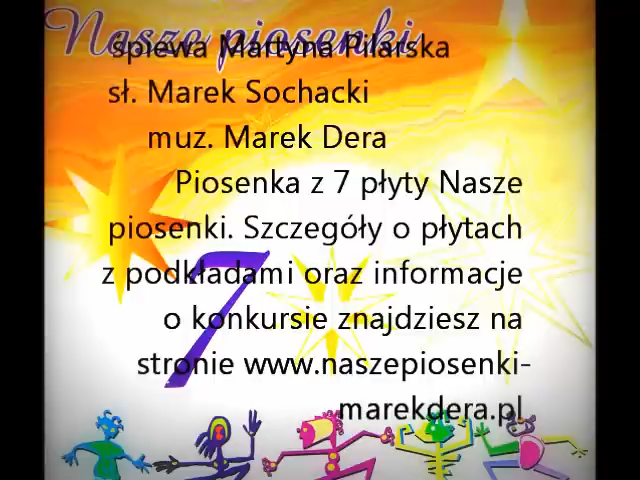 Nasze piosenki
śpiewa Martyna Pilarska
sł. Marek Sochacki
muz. Marek Dera
Piosenka z 7 płyty Nasze
piosenki. Szczegóły o płytach
z podkładami oraz informacje
o konkursie znajdziesz na
stronie www.naszepiosenki-
marekdera.pl
7